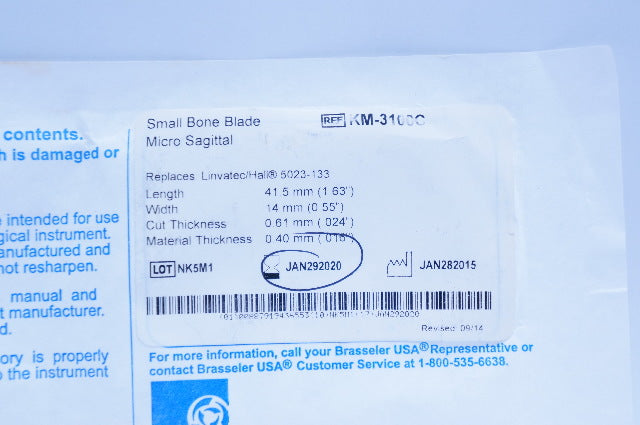 contents.
h is damaged or
e intended for use
gical instrument.
anufactured and
not resharpen.
manual and
t manufacturer.
d.
ory is properly
o the instrument
Small Bone Blade
Micro Sagittal
REF KM-3108C
Replaces Linvatec/Hall® 5023-133
Length 41.5 mm (1.63")
Width 14 mm (0.55")
Cut Thickness 0.61 mm (.024")
Material Thickness 0.40 mm (.016")
LOT NK5M1 JAN292020 JAN282015
Revised: 09/14
For more information, call your Brasseler USA® Representative or
contact Brasseler USA® Customer Service at 1-800-535-6638.